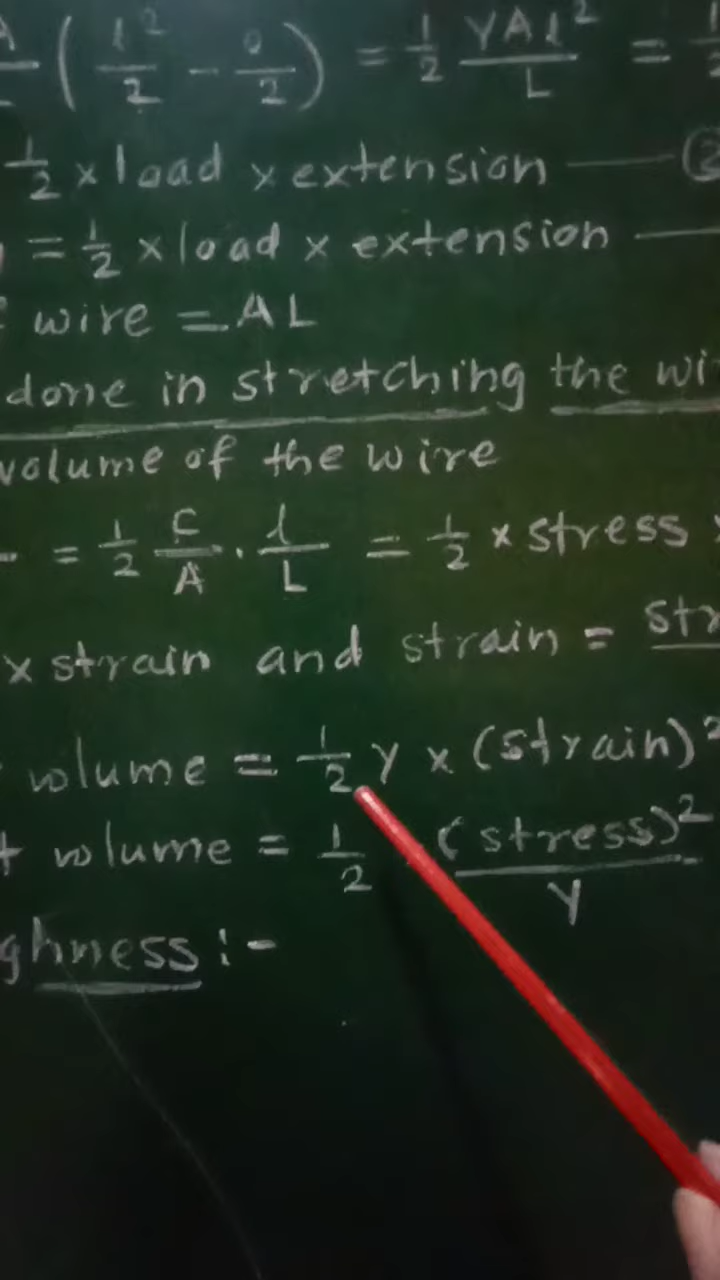 (l²/2 - 0/2) = 1/2 YAl²/L =
1/2 x load x extension — 
= 1/2 x load x extension —
wire = AL
done in stretching the wi
volume of the wire
= 1/2 F/A . l/L = 1/2 x stress
x strain and strain = str
volume = 1/2 Y x (strain)²
volume = 1/2 (stress)²/Y
ghness :-